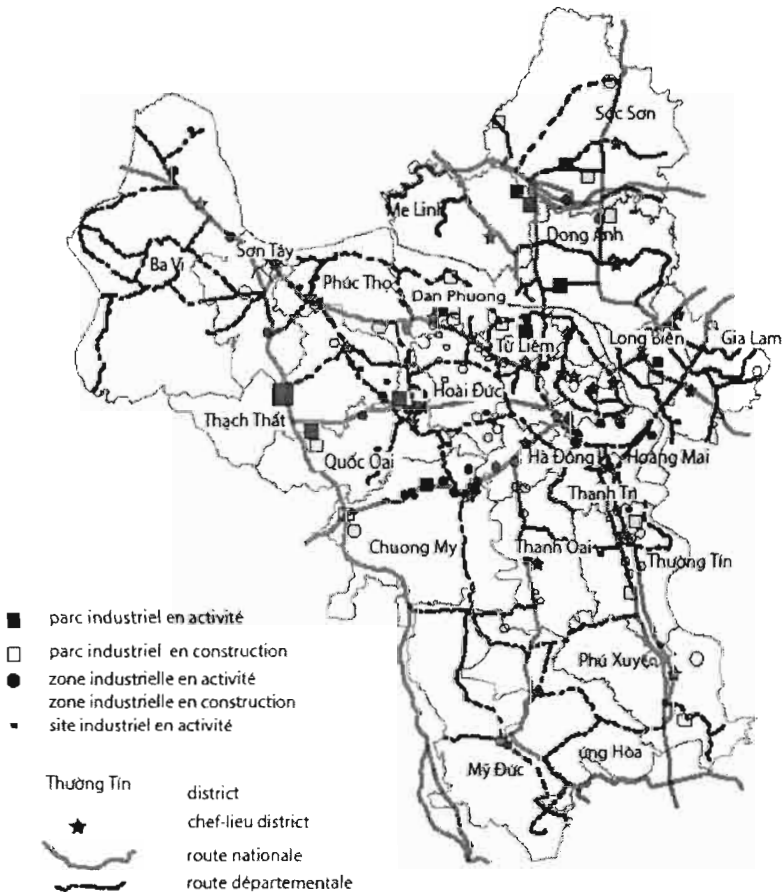 Sóc Sơn
Me Linh
Dong Anh
Sơn Tây
Ba Vì
Phúc Thọ
Dan Phuong
Từ Liêm
Long Biên
Gia Lam
Hoài Đức
Thạch Thất
Quốc Oai
Hà Đông
Hoàng Mai
Thanh Trì
Chuong My
Thanh Oai
Thường Tín
parc industriel en activité
parc industriel en construction
zone industrielle en activité
zone industrielle en construction
site industriel en activité
Phú Xuyên
Mỹ Đức
ứng Hòa
Thường Tín
district
chef-lieu district
route nationale
route départementale